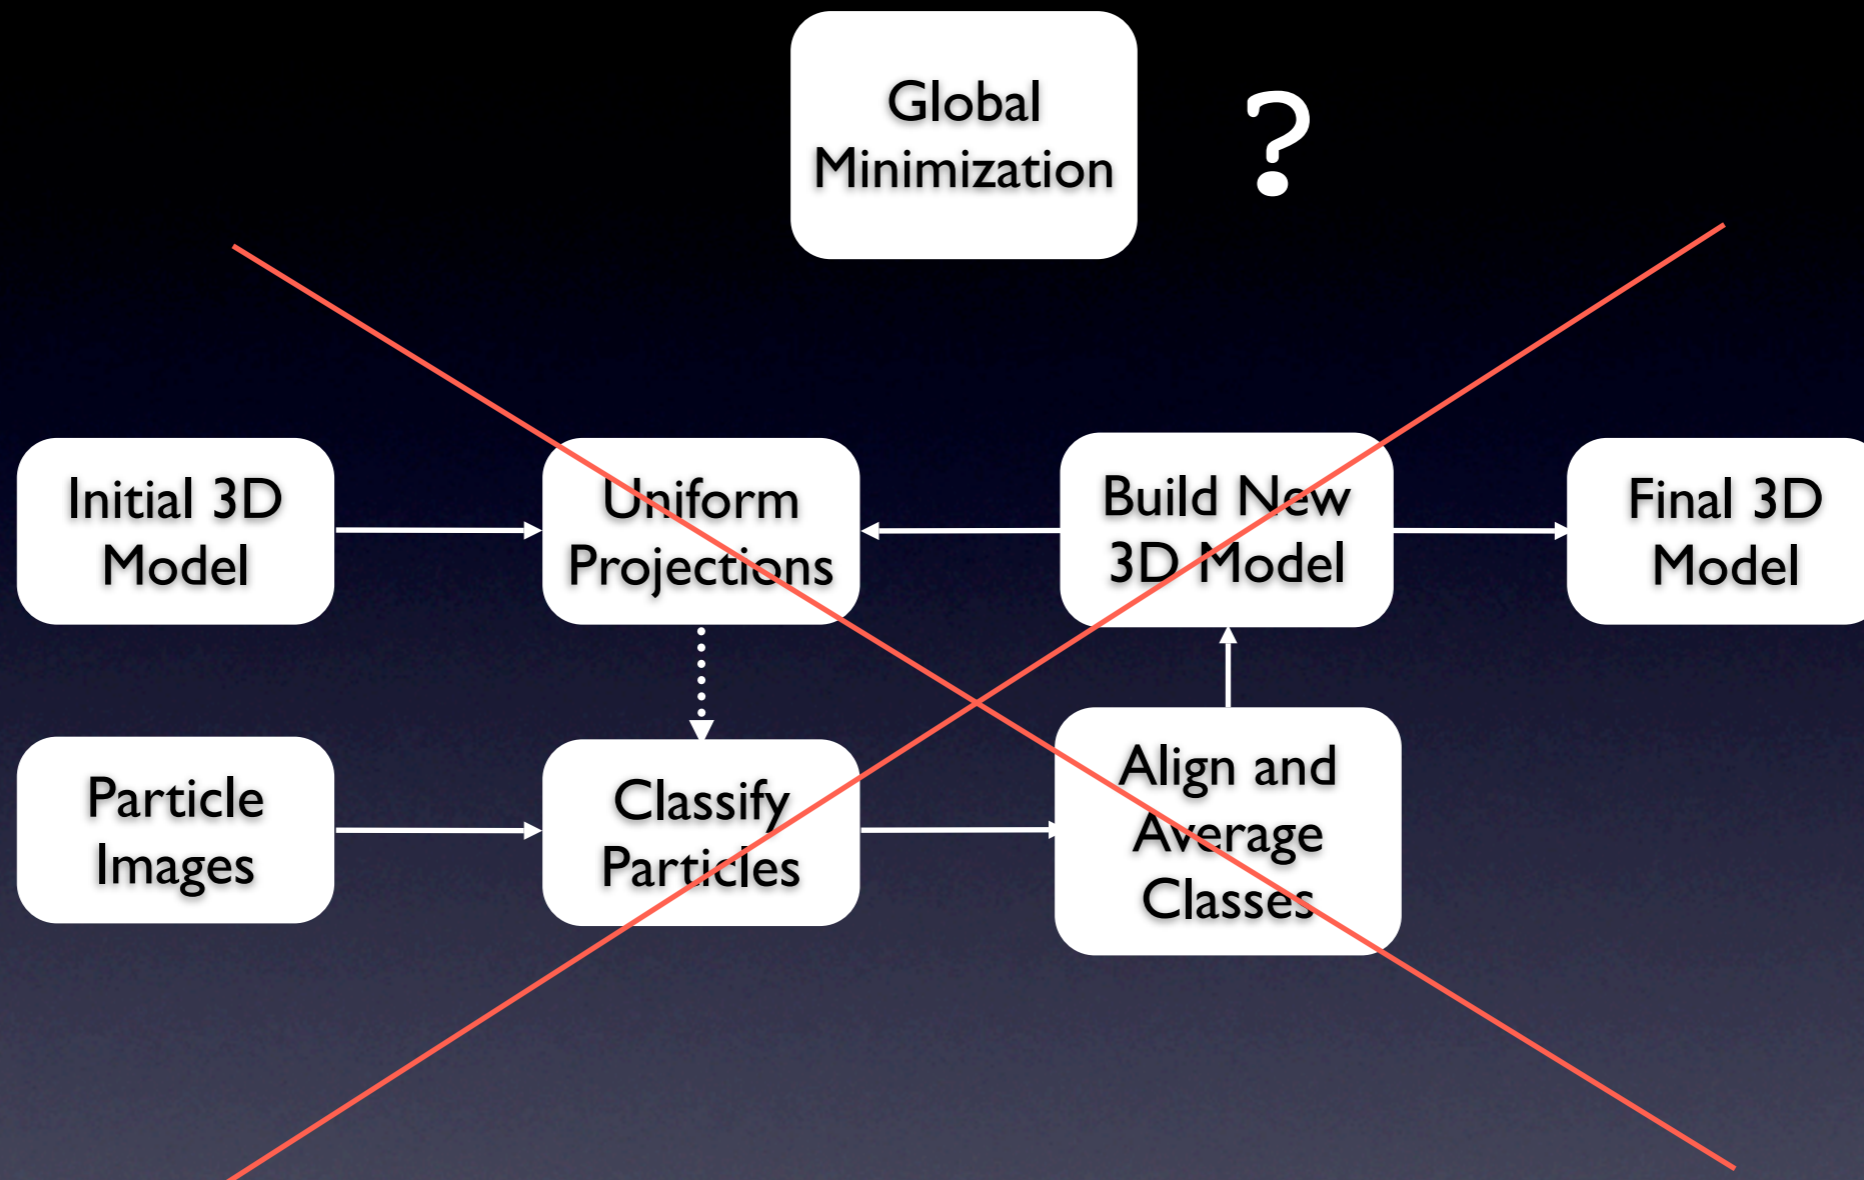 Global
Minimization
?
Initial 3D
Model
Uniform
Projections
Build New
3D Model
Final 3D
Model
Particle
Images
Classify
Particles
Align and
Average
Classes